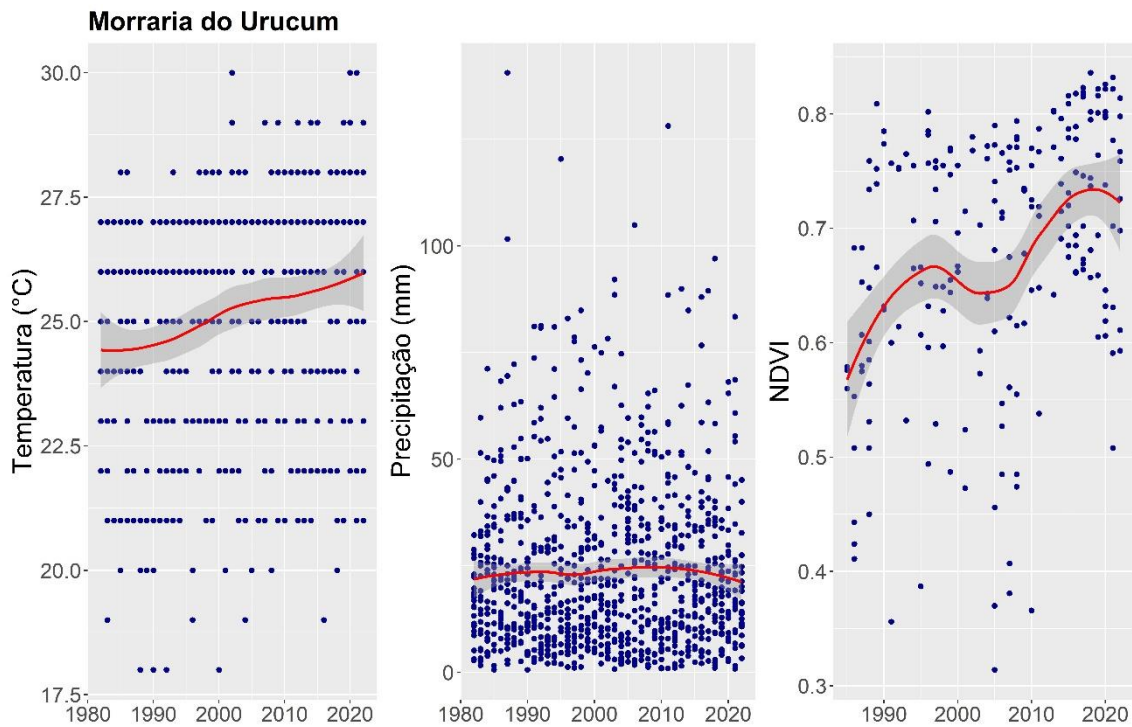 Morraria do Urucum
Temperatura (°C)
30.0
27.5
25.0
22.5
20.0
17.5
1980 1990 2000 2010 2020
Precipitação (mm)
100
50
0
1980 1990 2000 2010 2020
NDVI
0.8
0.7
0.6
0.5
0.4
0.3
1990 2000 2010 2020